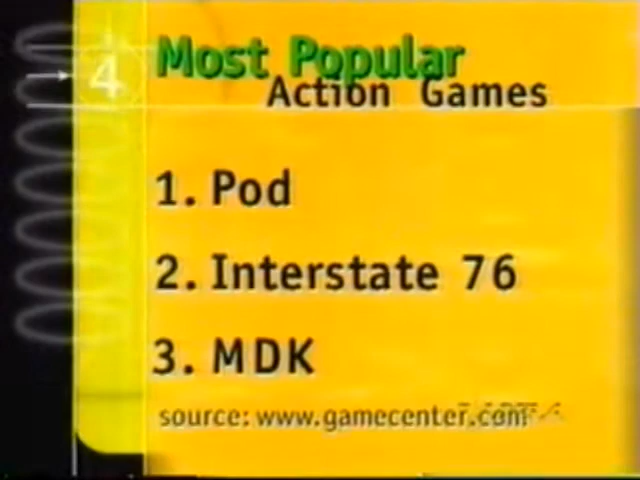 4
Most Popular
Action Games
1. Pod
2. Interstate 76
3. MDK
source: www.gamecenter.com